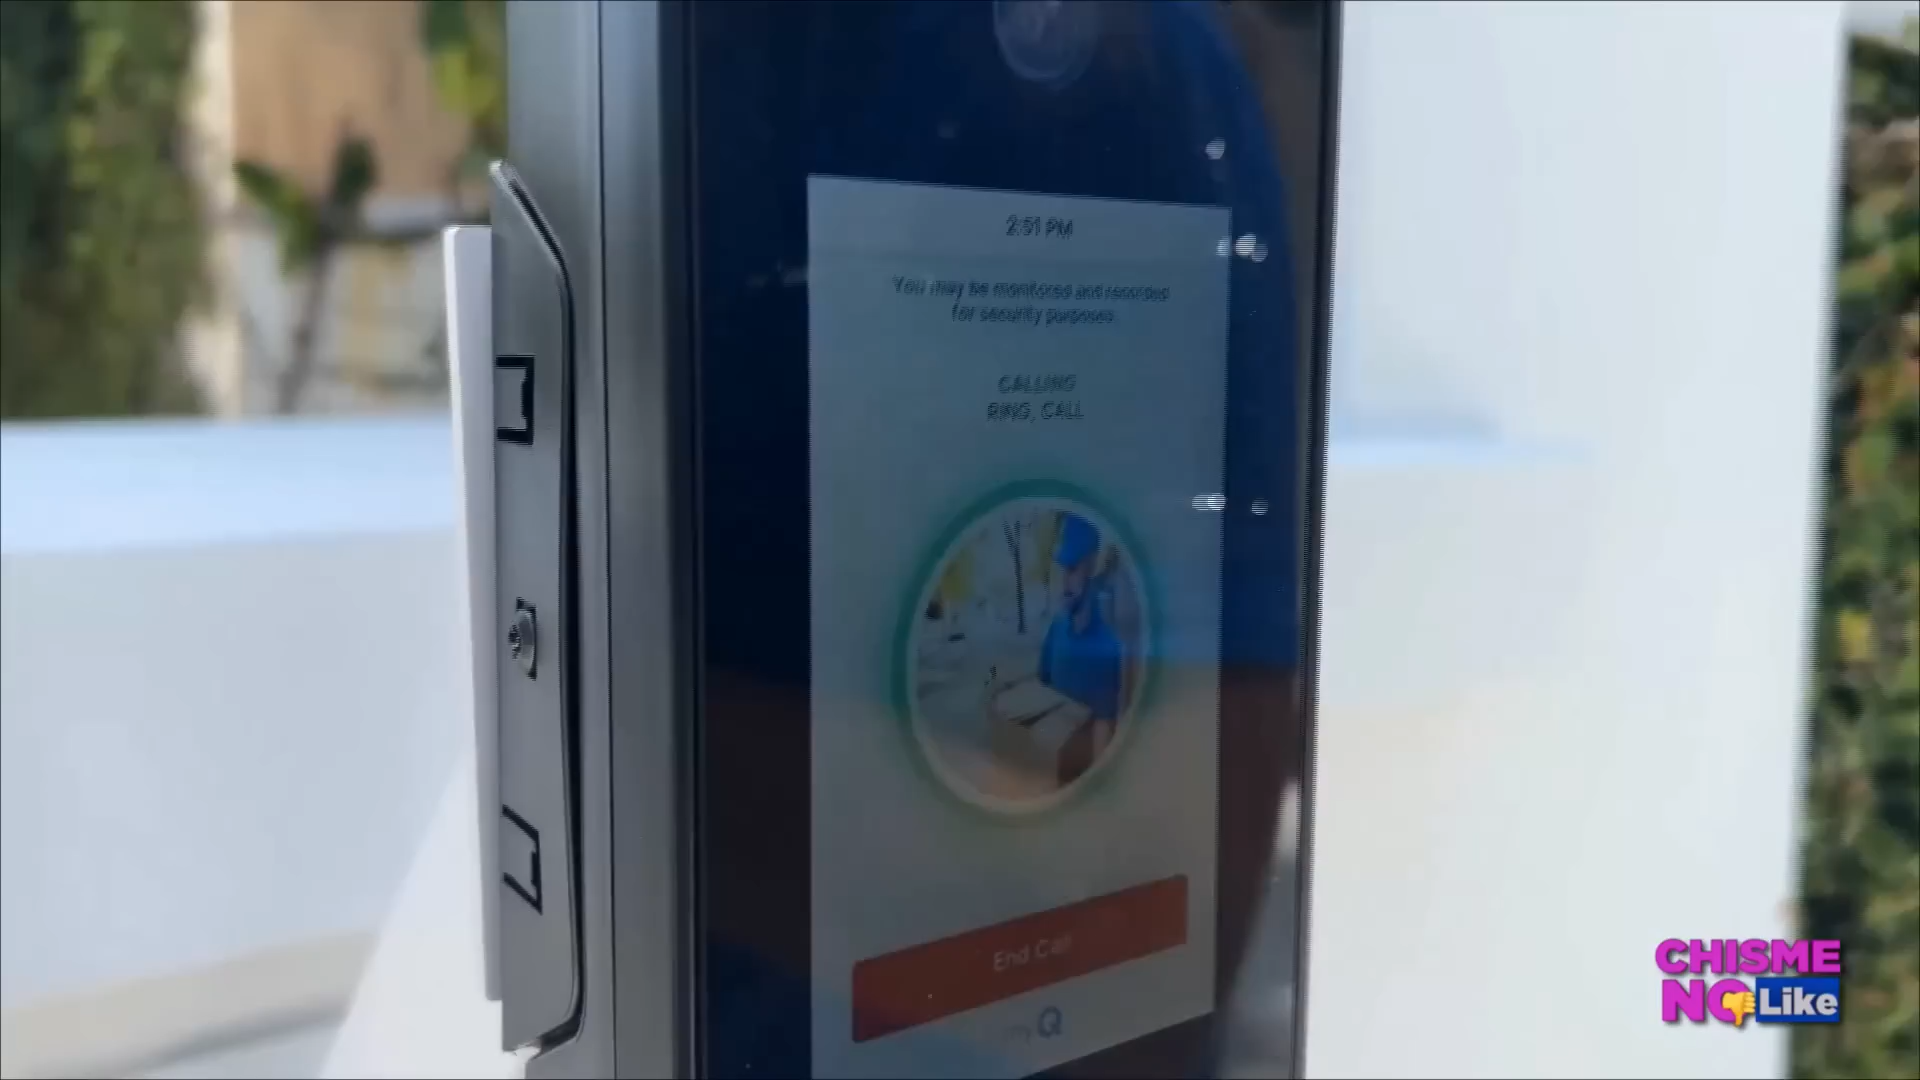 2:51 PM
You may be monitored and recorded
for security purposes.
CALLING
RING, CALL
End Call
my Q
CHISME
NO Like